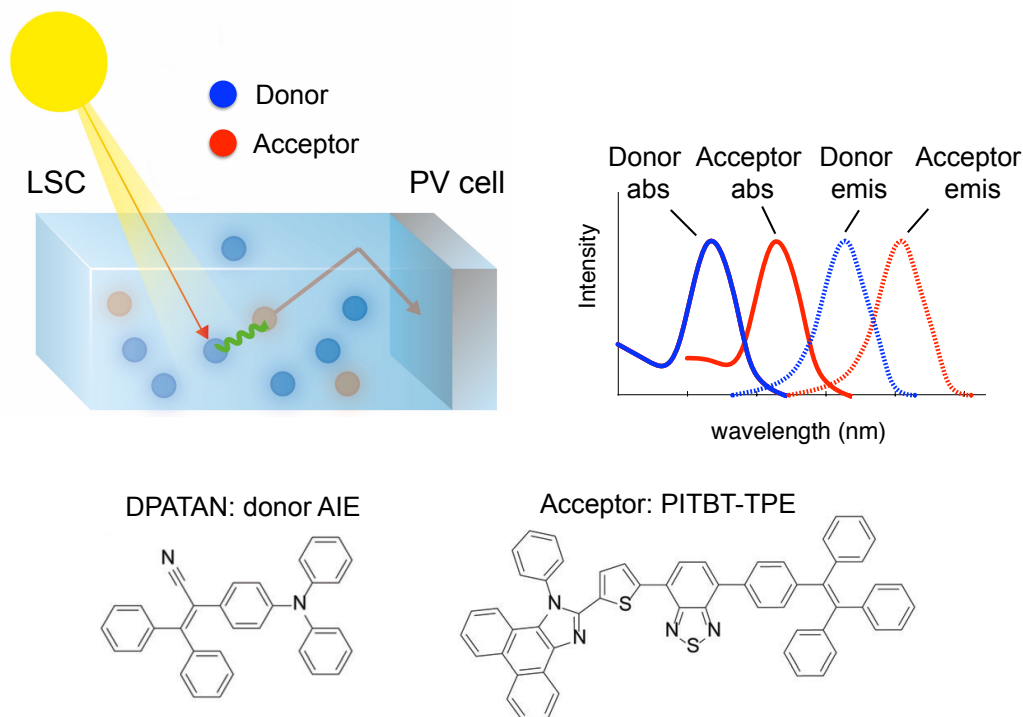 Donor
Acceptor
LSC
PV cell
Donor
abs
Acceptor
abs
Donor
emis
Acceptor
emis
Intensity
wavelength (nm)
DPATAN: donor AIE
Acceptor: PITBT-TPE
N
N
N
N
S
N
N
S